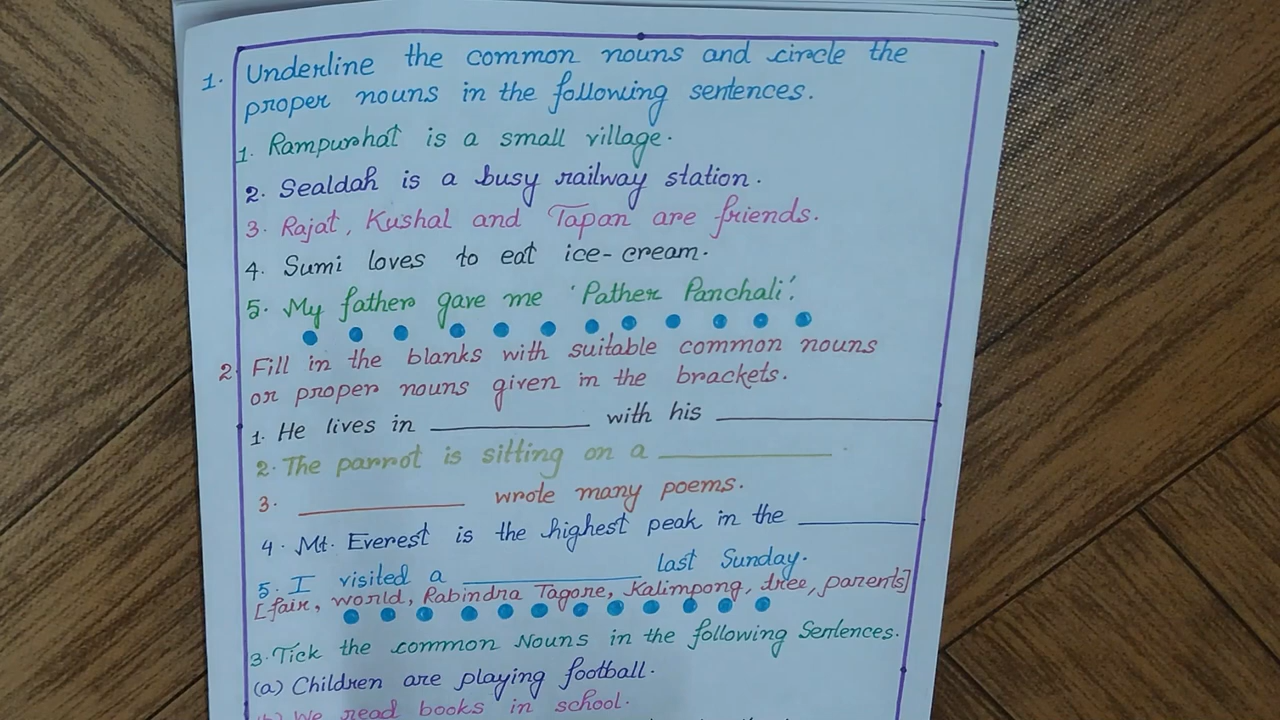 1. Underline the common nouns and circle the
proper nouns in the following sentences.
1. Rampurhat is a small village.
2. Sealdah is a busy railway station.
3. Rajat, Kushal and Tapan are friends.
4. Sumi loves to eat ice-cream.
5. My father gave me 'Pather Panchali'.
2. Fill in the blanks with suitable common nouns
or proper nouns given in the brackets.
1. He lives in ____________ with his ________________
2. The parrot is sitting on a ____________.
3. ____________ wrote many poems.
4. Mt. Everest is the highest peak in the _________
5. I visited a ____________ last Sunday.
[fair, world, Rabindra Tagore, Kalimpong, tree, parents]
3. Tick the common Nouns in the following Sentences.
(a) Children are playing football.
(b) We read books in school.